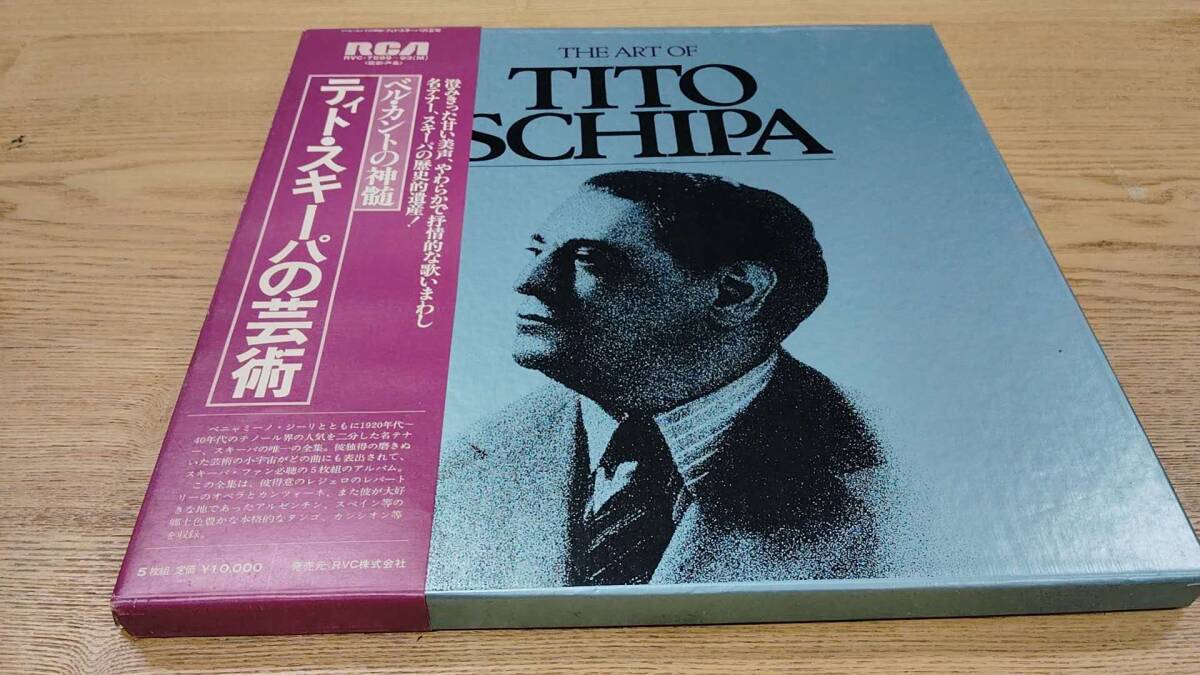 RCA
RVC-7689~93(M)
澄みきった甘い美声、やわらかで抒情的な歌いまわし
名テナー、スキーパの歴史的遺産!
ベル・カントの神髄
ティト・スキーパの芸術
ベニャミーノ・ジーリとともに1920年代〜
40年代のテノール界の人気を二分した名テナ
ー、スキーパの唯一の全集。彼独得の磨きぬ
いた芸術の小宇宙がどの曲にも表出されて、
スキーパ・ファン必聴の5枚組のアルバム。
この全集は、彼得意のレジェロのレパート
リーのオペラとカンツォーネ、また彼が大好
きな地であったアルゼンチン、スペイン等の
郷土色豊かな本格的なタンゴ、カンシオン等
を収録。
5枚組 定価 ¥10,000
発売元:RVC株式会社
THE ART OF
TITO
SCHIPA